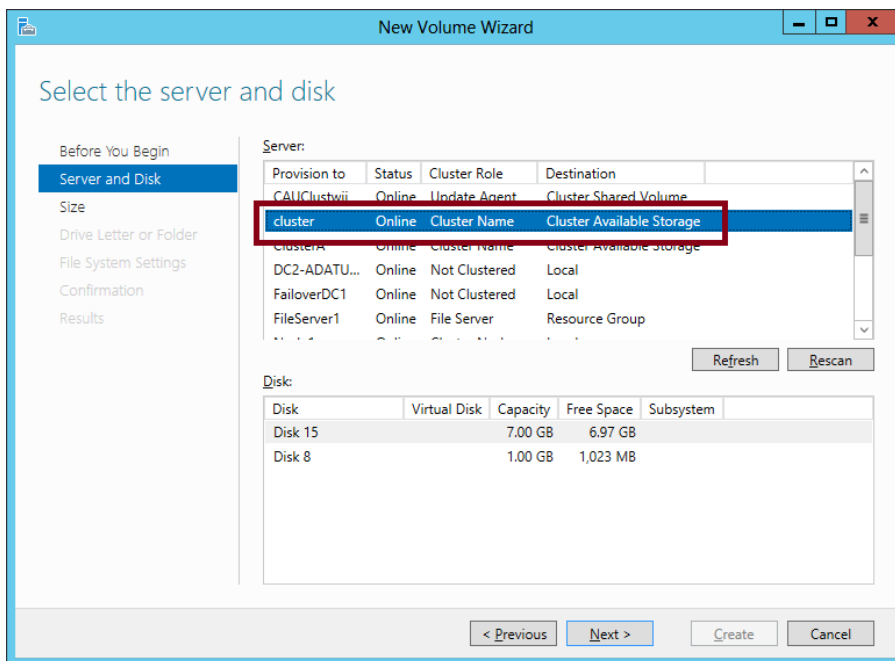 New Volume Wizard
Select the server and disk
Before You Begin
Server and Disk
Size
Drive Letter or Folder
File System Settings
Confirmation
Results
Server:
Provision to Status Cluster Role Destination
CAUClustwii Online Update Agent Cluster Shared Volume
cluster Online Cluster Name Cluster Available Storage
ClusterA Online Cluster Name Cluster Available Storage
DC2-ADATU... Online Not Clustered Local
FailoverDC1 Online Not Clustered Local
FileServer1 Online File Server Resource Group
Refresh Rescan
Disk:
Disk Virtual Disk Capacity Free Space Subsystem
Disk 15 7.00 GB 6.97 GB
Disk 8 1.00 GB 1,023 MB
< Previous Next > Create Cancel